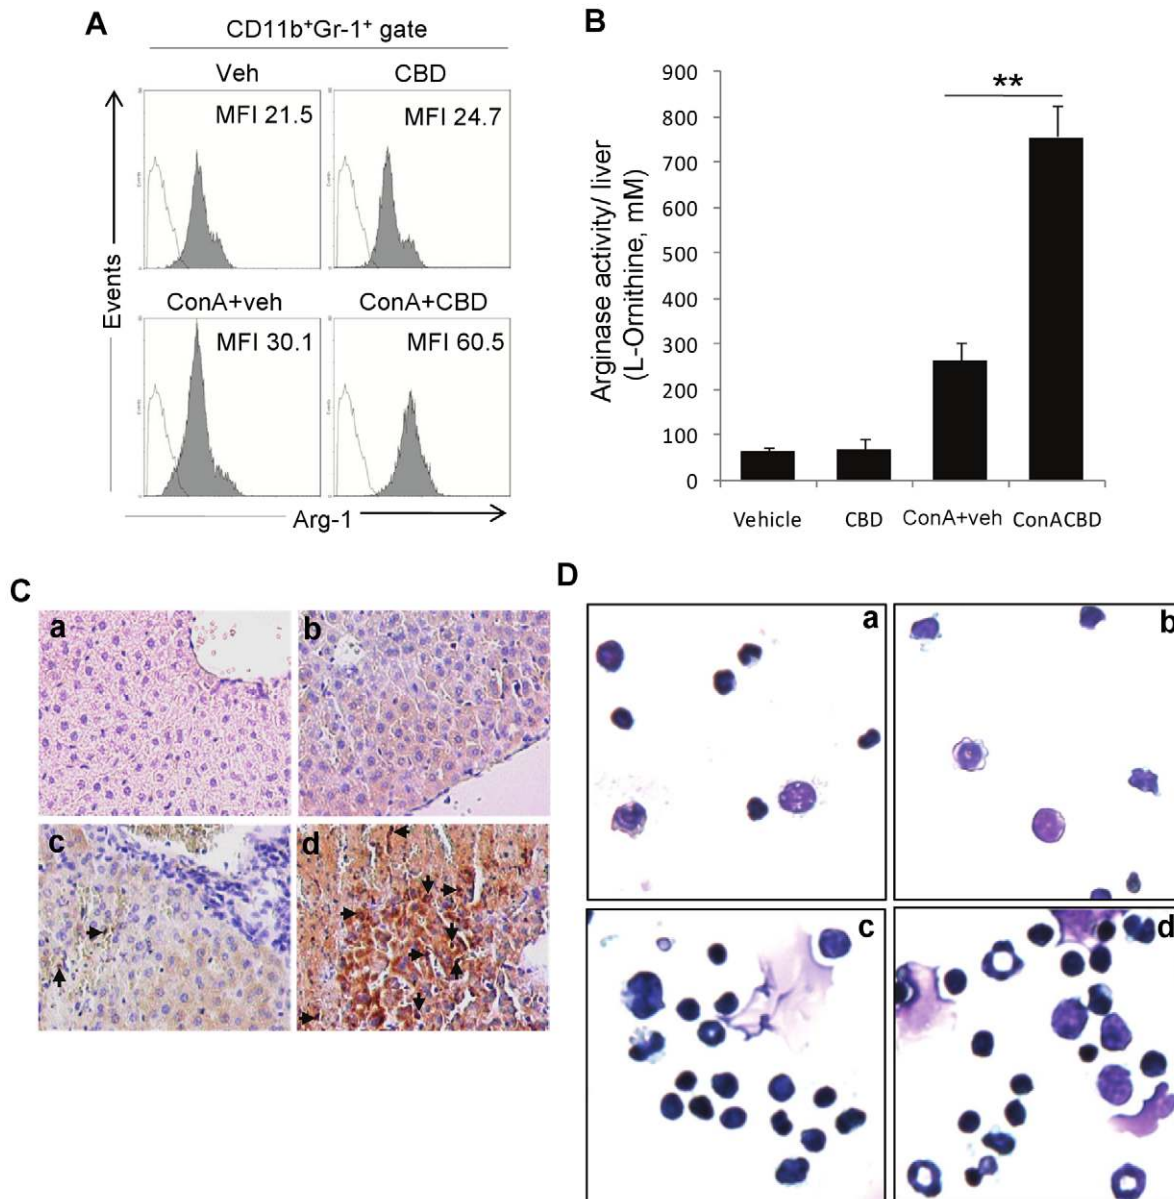 A
CD11b⁺Gr-1⁺ gate
Veh
CBD
MFI 21.5
MFI 24.7
ConA+veh
ConA+CBD
MFI 30.1
MFI 60.5
Events
Arg-1
B
**
Arginase activity/ liver
(L-Ornithine, mM)
900
800
700
600
500
400
300
200
100
0
Vehicle
CBD
ConA+veh
ConACBD
C
a
b
c
d
D
a
b
c
d